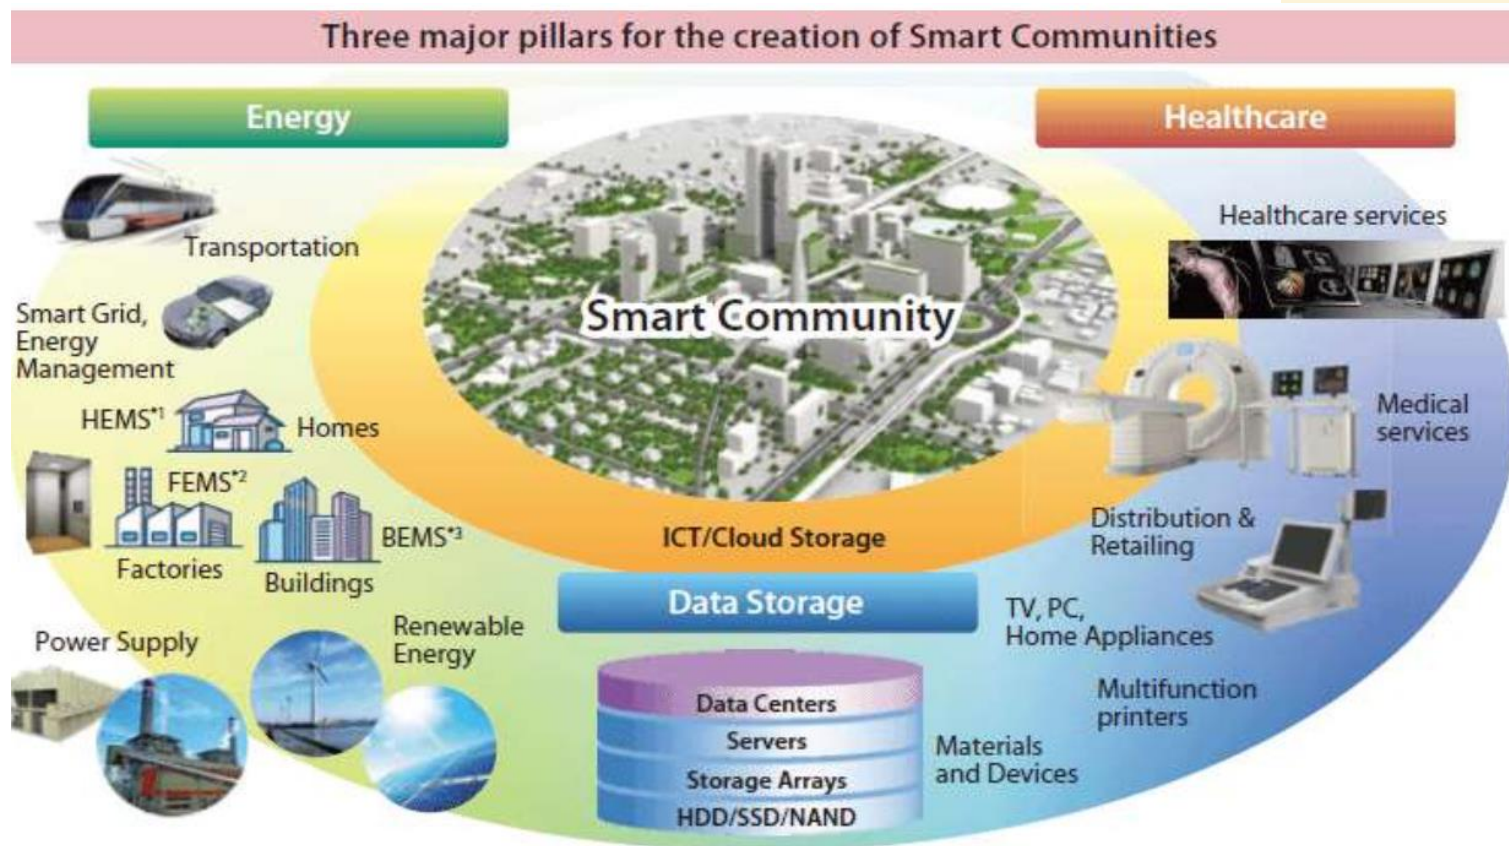 Three major pillars for the creation of Smart Communities
Energy
Healthcare
Transportation
Smart Grid,
Energy
Management
HEMS*1
Homes
FEMS*2
Factories
BEMS*3
Buildings
Power Supply
Renewable
Energy
Smart Community
ICT/Cloud Storage
Data Storage
Data Centers
Servers
Storage Arrays
HDD/SSD/NAND
Healthcare services
Medical
services
Distribution &
Retailing
TV, PC,
Home Appliances
Multifunction
printers
Materials
and Devices